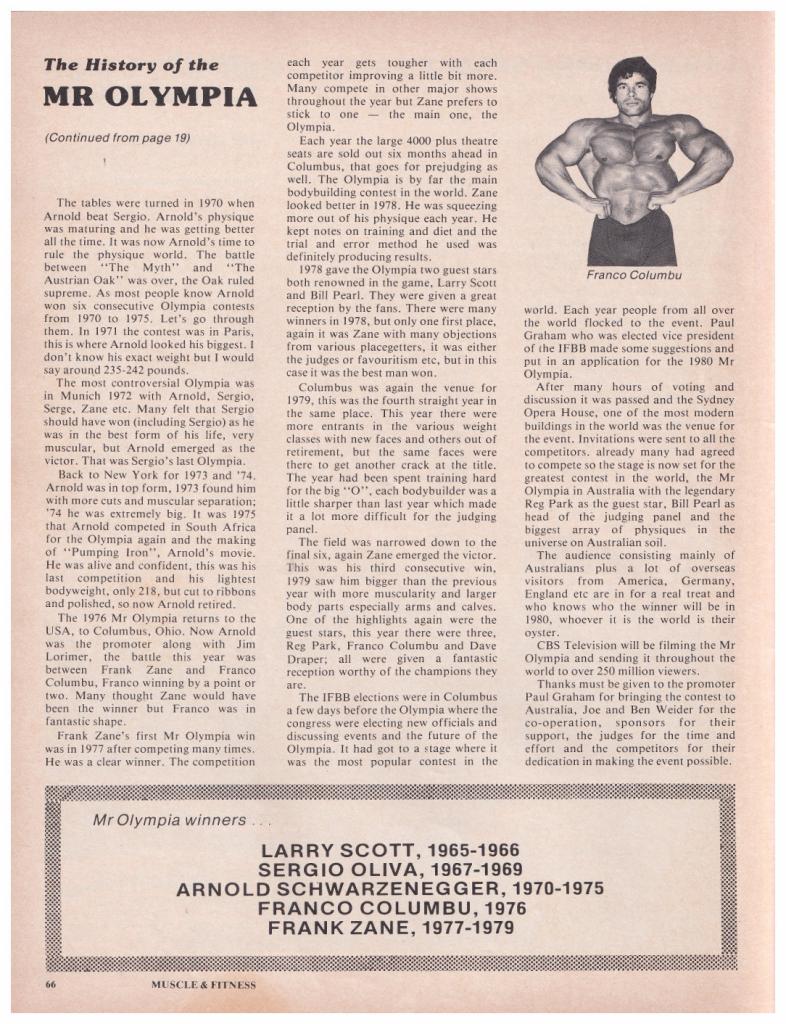 The History of the
MR OLYMPIA
(Continued from page 19)
The tables were turned in 1970 when
Arnold beat Sergio. Arnold's physique
was maturing and he was getting better
all the time. It was now Arnold's time to
rule the physique world. The battle
between "The Myth" and "The
Austrian Oak" was over, the Oak ruled
supreme. As most people know Arnold
won six consecutive Olympia contests
from 1970 to 1975. Let's go through
them. In 1971 the contest was in Paris,
this is where Arnold looked his biggest. I
don't know his exact weight but I would
say around 235-242 pounds.
The most controversial Olympia was
in Munich 1972 with Arnold, Sergio,
Serge, Zane etc. Many felt that Sergio
should have won (including Sergio) as he
was in the best form of his life, very
muscular, but Arnold emerged as the
victor. That was Sergio's last Olympia.
Back to New York for 1973 and '74.
Arnold was in top form, 1973 found him
with more cuts and muscular separation;
'74 he was extremely big. It was 1975
that Arnold competed in South Africa
for the Olympia again and the making
of "Pumping Iron", Arnold's movie.
He was alive and confident, this was his
last competition and his lightest
bodyweight, only 218, but cut to ribbons
and polished, so now Arnold retired.
The 1976 Mr Olympia returns to the
USA, to Columbus, Ohio. Now Arnold
was the promoter along with Jim
Lorimer, the battle this year was
between Frank Zane and Franco
Columbu, Franco winning by a point or
two. Many thought Zane would have
been the winner but Franco was in
fantastic shape.
Frank Zane's first Mr Olympia win
was in 1977 after competing many times.
He was a clear winner. The competition
each year gets tougher with each
competitor improving a little bit more.
Many compete in other major shows
throughout the year but Zane prefers to
stick to one — the main one, the
Olympia.
Each year the large 4000 plus theatre
seats are sold out six months ahead in
Columbus, that goes for prejudging as
well. The Olympia is by far the main
bodybuilding contest in the world. Zane
looked better in 1978. He was squeezing
more out of his physique each year. He
kept notes on training and diet and the
trial and error method he used was
definitely producing results.
1978 gave the Olympia two guest stars
both renowned in the game, Larry Scott
and Bill Pearl. They were given a great
reception by the fans. There were many
winners in 1978, but only one first place,
again it was Zane with many objections
from various placegetters, it was either
the judges or favouritism etc, but in this
case it was the best man won.
Columbus was again the venue for
1979, this was the fourth straight year in
the same place. This year there were
more entrants in the various weight
classes with new faces and others out of
retirement, but the same faces were
there to get another crack at the title.
The year had been spent training hard
for the big "O", each bodybuilder was a
little sharper than last year which made
it a lot more difficult for the judging
panel.
The field was narrowed down to the
final six, again Zane emerged the victor.
This was his third consecutive win,
1979 saw him bigger than the previous
year with more muscularity and larger
body parts especially arms and calves.
One of the highlights again were the
guest stars, this year there were three,
Reg Park, Franco Columbu and Dave
Draper; all were given a fantastic
reception worthy of the champions they
are.
The IFBB elections were in Columbus
a few days before the Olympia where the
congress were electing new officials and
discussing events and the future of the
Olympia. It had got to a stage where it
was the most popular contest in the
Franco Columbu
world. Each year people from all over
the world flocked to the event. Paul
Graham who was elected vice president
of the IFBB made some suggestions and
put in an application for the 1980 Mr
Olympia.
After many hours of voting and
discussion it was passed and the Sydney
Opera House, one of the most modern
buildings in the world was the venue for
the event. Invitations were sent to all the
competitors. already many had agreed
to compete so the stage is now set for the
greatest contest in the world, the Mr
Olympia in Australia with the legendary
Reg Park as the guest star, Bill Pearl as
head of the judging panel and the
biggest array of physiques in the
universe on Australian soil.
The audience consisting mainly of
Australians plus a lot of overseas
visitors from America, Germany,
England etc are in for a real treat and
who knows who the winner will be in
1980, whoever it is the world is their
oyster.
CBS Television will be filming the Mr
Olympia and sending it throughout the
world to over 250 million viewers.
Thanks must be given to the promoter
Paul Graham for bringing the contest to
Australia, Joe and Ben Weider for the
co-operation, sponsors for their
support, the judges for the time and
effort and the competitors for their
dedication in making the event possible.
Mr Olympia winners . . .
LARRY SCOTT, 1965-1966
SERGIO OLIVA, 1967-1969
ARNOLD SCHWARZENEGGER, 1970-1975
FRANCO COLUMBU, 1976
FRANK ZANE, 1977-1979
66 MUSCLE & FITNESS